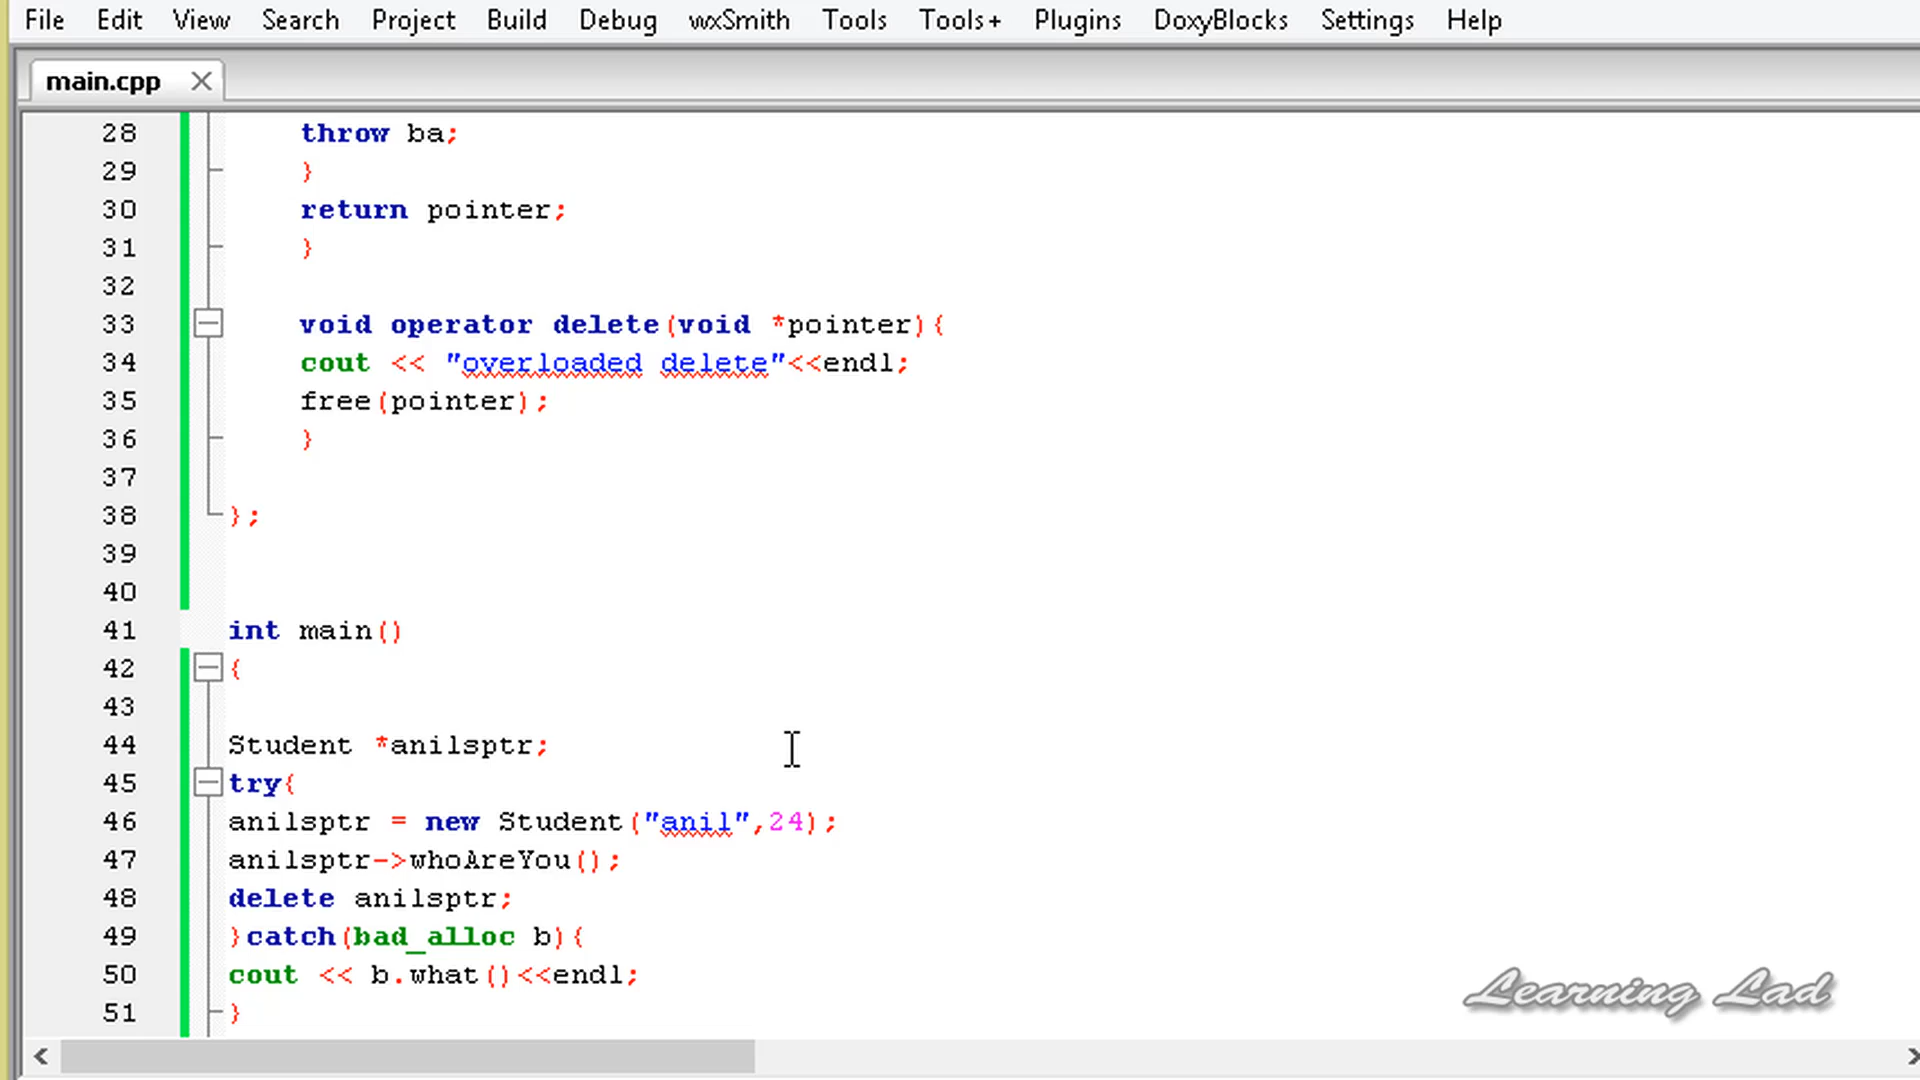 File Edit View Search Project Build Debug wxSmith Tools Tools+ Plugins DoxyBlocks Settings Help
main.cpp
28 throw ba;
29 }
30 return pointer;
31 }
32
33 void operator delete(void *pointer){
34 cout << "overloaded delete"<<endl;
35 free(pointer);
36 }
37
38 };
39
40
41 int main()
42 {
43
44 Student *anilsptr;
45 try{
46 anilsptr = new Student("anil",24);
47 anilsptr->whoAreYou();
48 delete anilsptr;
49 }catch(bad_alloc b){
50 cout << b.what()<<endl;
51 }
Learning Lad